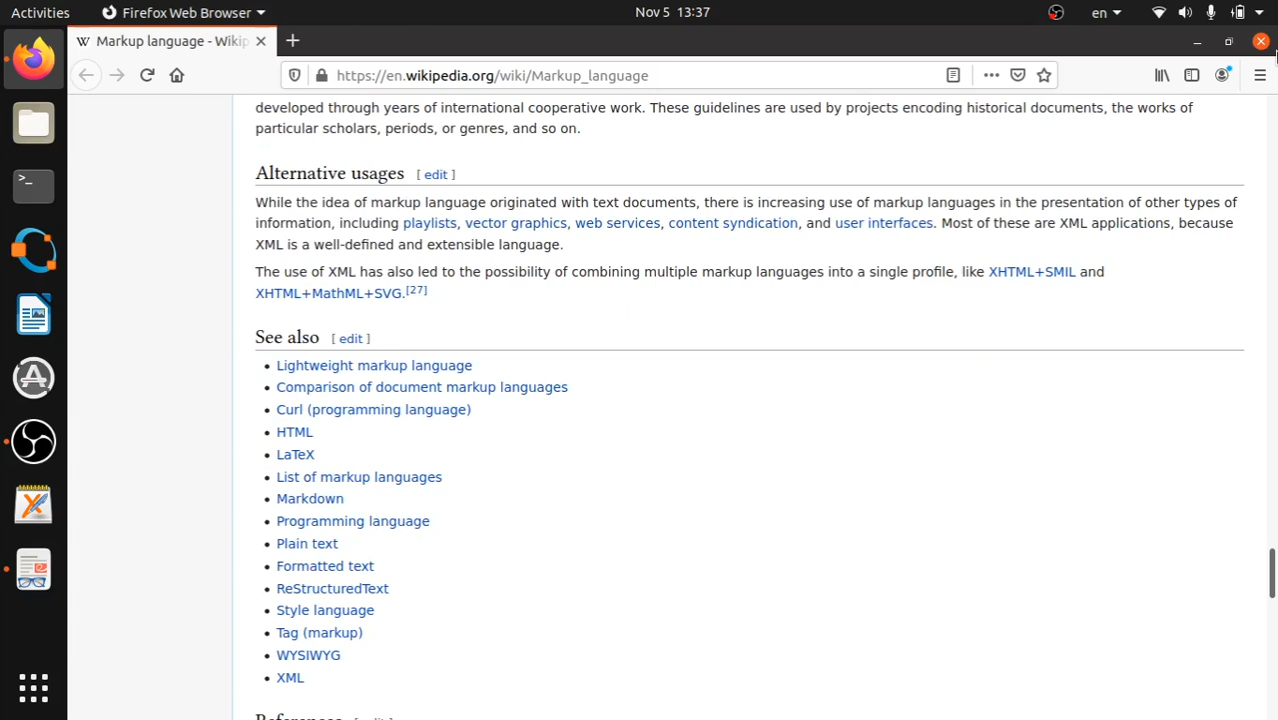 Activities Firefox Web Browser Nov 5 13:37 en
W Markup language - Wikip
https://en.wikipedia.org/wiki/Markup_language
developed through years of international cooperative work. These guidelines are used by projects encoding historical documents, the works of
particular scholars, periods, or genres, and so on.
Alternative usages [ edit ]
While the idea of markup language originated with text documents, there is increasing use of markup languages in the presentation of other types of
information, including playlists, vector graphics, web services, content syndication, and user interfaces. Most of these are XML applications, because
XML is a well-defined and extensible language.
The use of XML has also led to the possibility of combining multiple markup languages into a single profile, like XHTML+SMIL and
XHTML+MathML+SVG.[27]
See also [ edit ]
• Lightweight markup language
• Comparison of document markup languages
• Curl (programming language)
• HTML
• LaTeX
• List of markup languages
• Markdown
• Programming language
• Plain text
• Formatted text
• ReStructuredText
• Style language
• Tag (markup)
• WYSIWYG
• XML
References [ edit ]